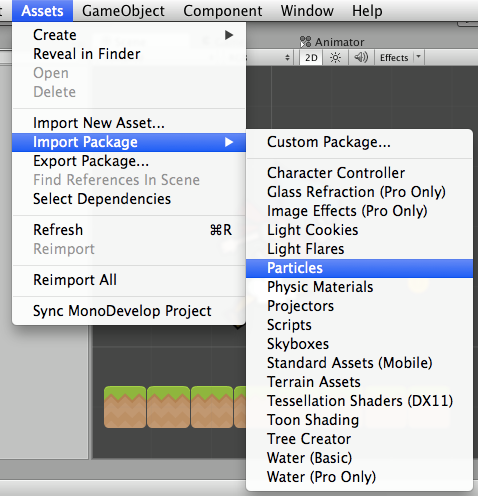 Assets GameObject Component Window Help
Create
Reveal in Finder
Open
Delete
Import New Asset...
Import Package
Export Package...
Find References In Scene
Select Dependencies
Refresh ⌘R
Reimport
Reimport All
Sync MonoDevelop Project
Animator
2D Effects
Custom Package...
Character Controller
Glass Refraction (Pro Only)
Image Effects (Pro Only)
Light Cookies
Light Flares
Particles
Physic Materials
Projectors
Scripts
Skyboxes
Standard Assets (Mobile)
Terrain Assets
Tessellation Shaders (DX11)
Toon Shading
Tree Creator
Water (Basic)
Water (Pro Only)